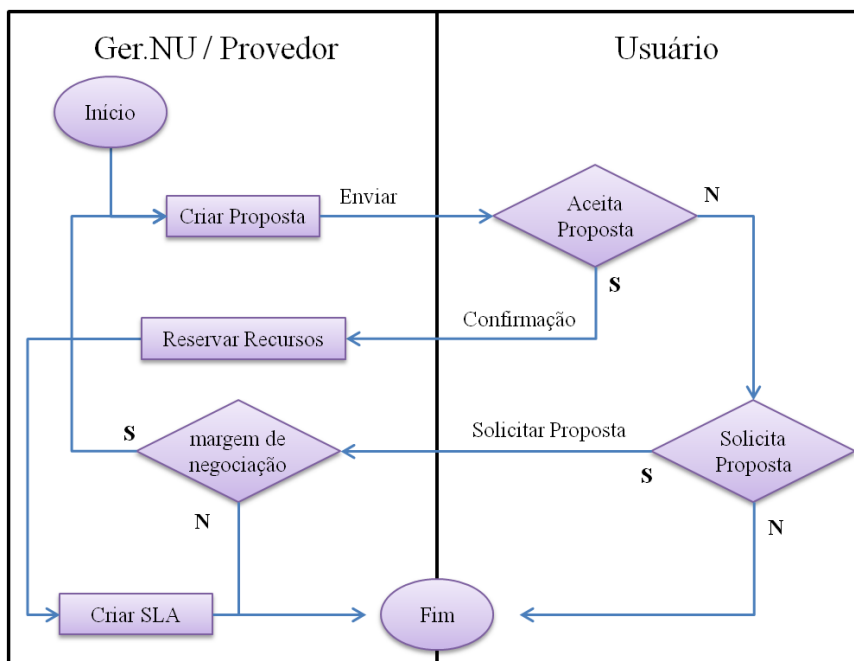 Ger.NU / Provedor
Usuário
Início
Criar Proposta
Enviar
Aceita
Proposta
N
S
Confirmação
Reservar Recursos
S
margem de
negociação
Solicitar Proposta
Solicita
Proposta
S
N
N
Criar SLA
Fim